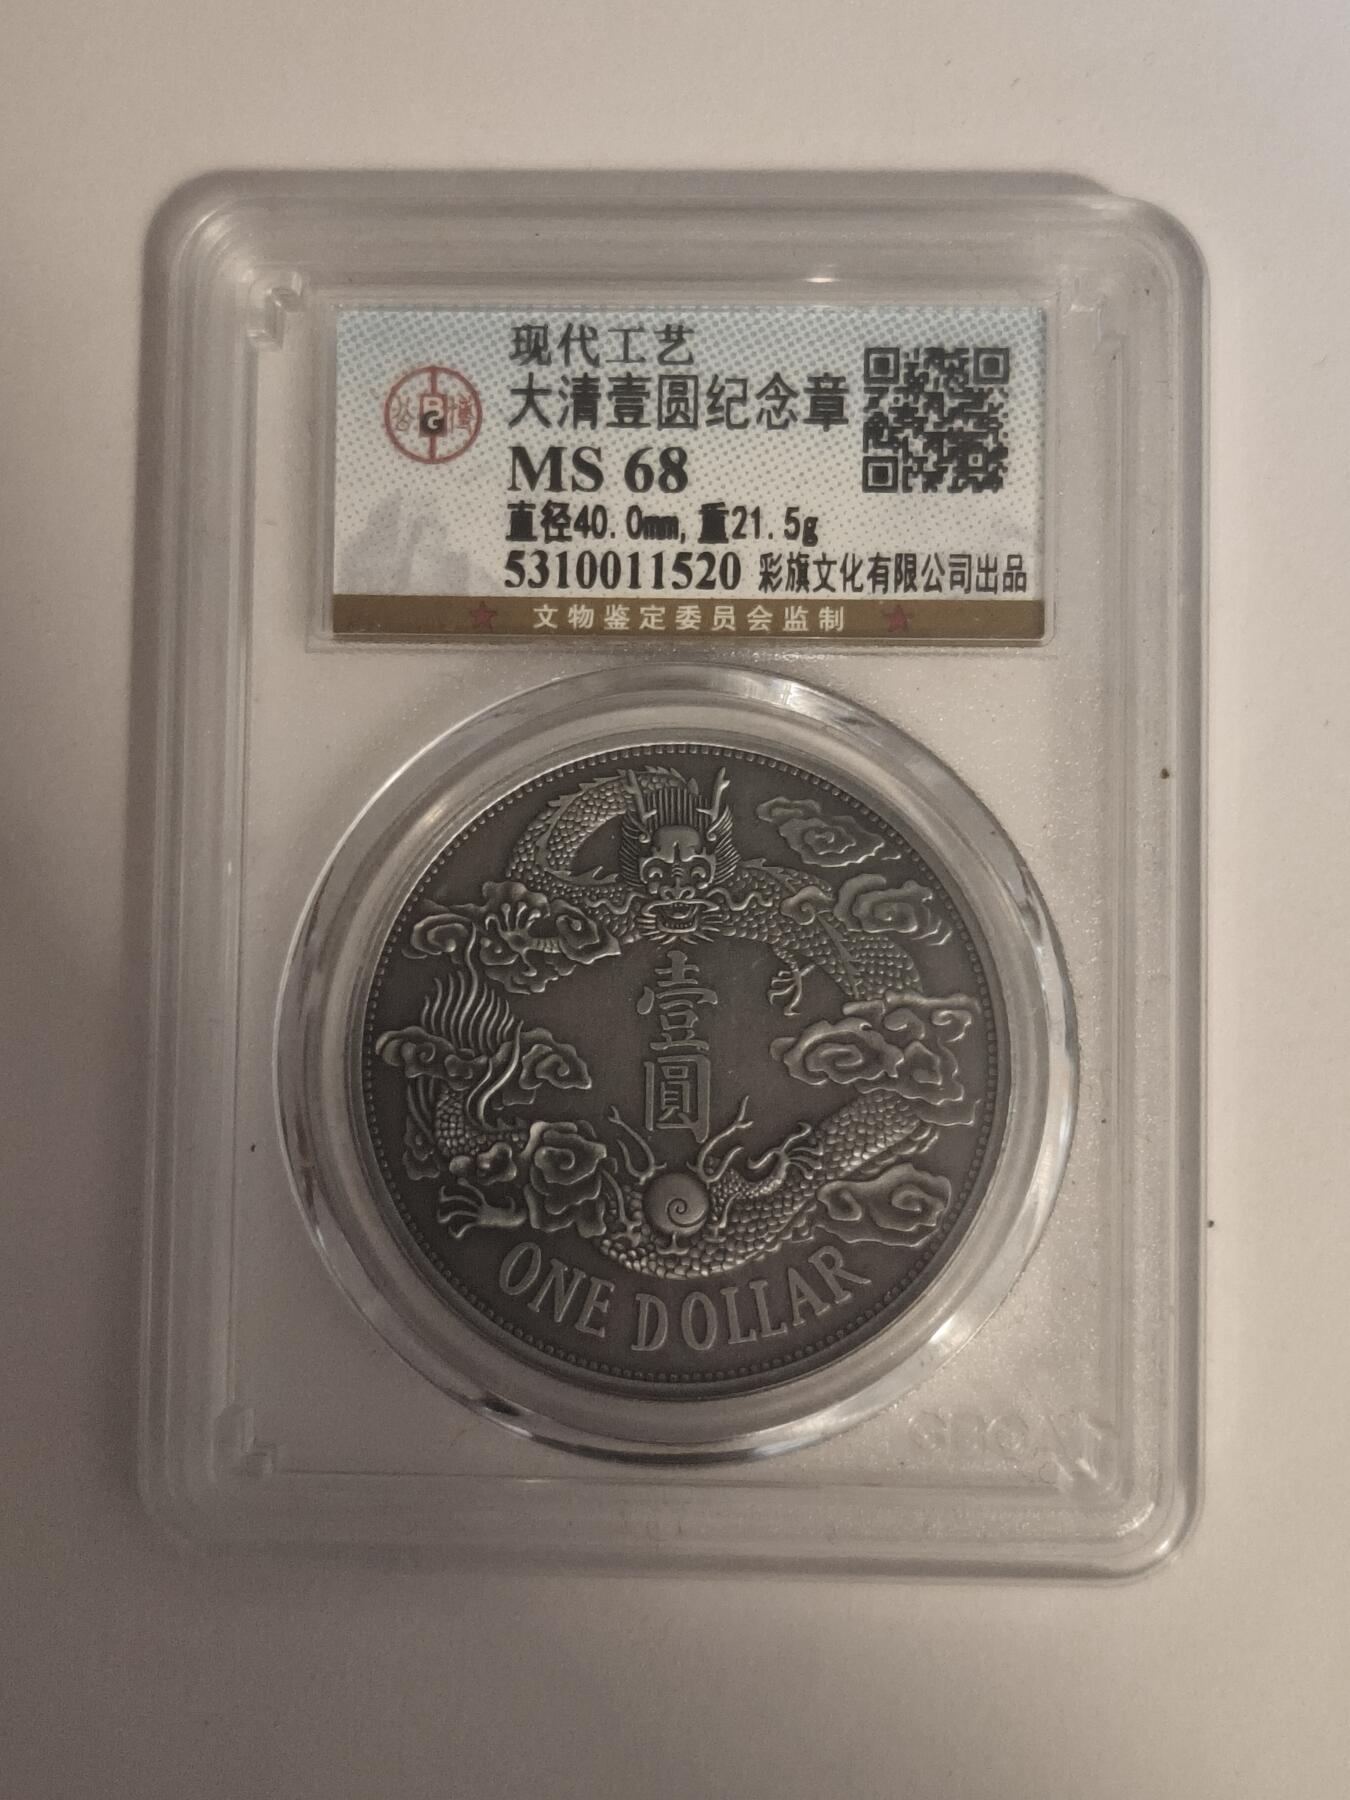 现代工艺
大清壹圆纪念章
MS 68
直径40.0mm,重21.5g
5310011520 彩旗文化有限公司出品
公博
文物鉴定委员会监制
壹圓
ONE DOLLAR